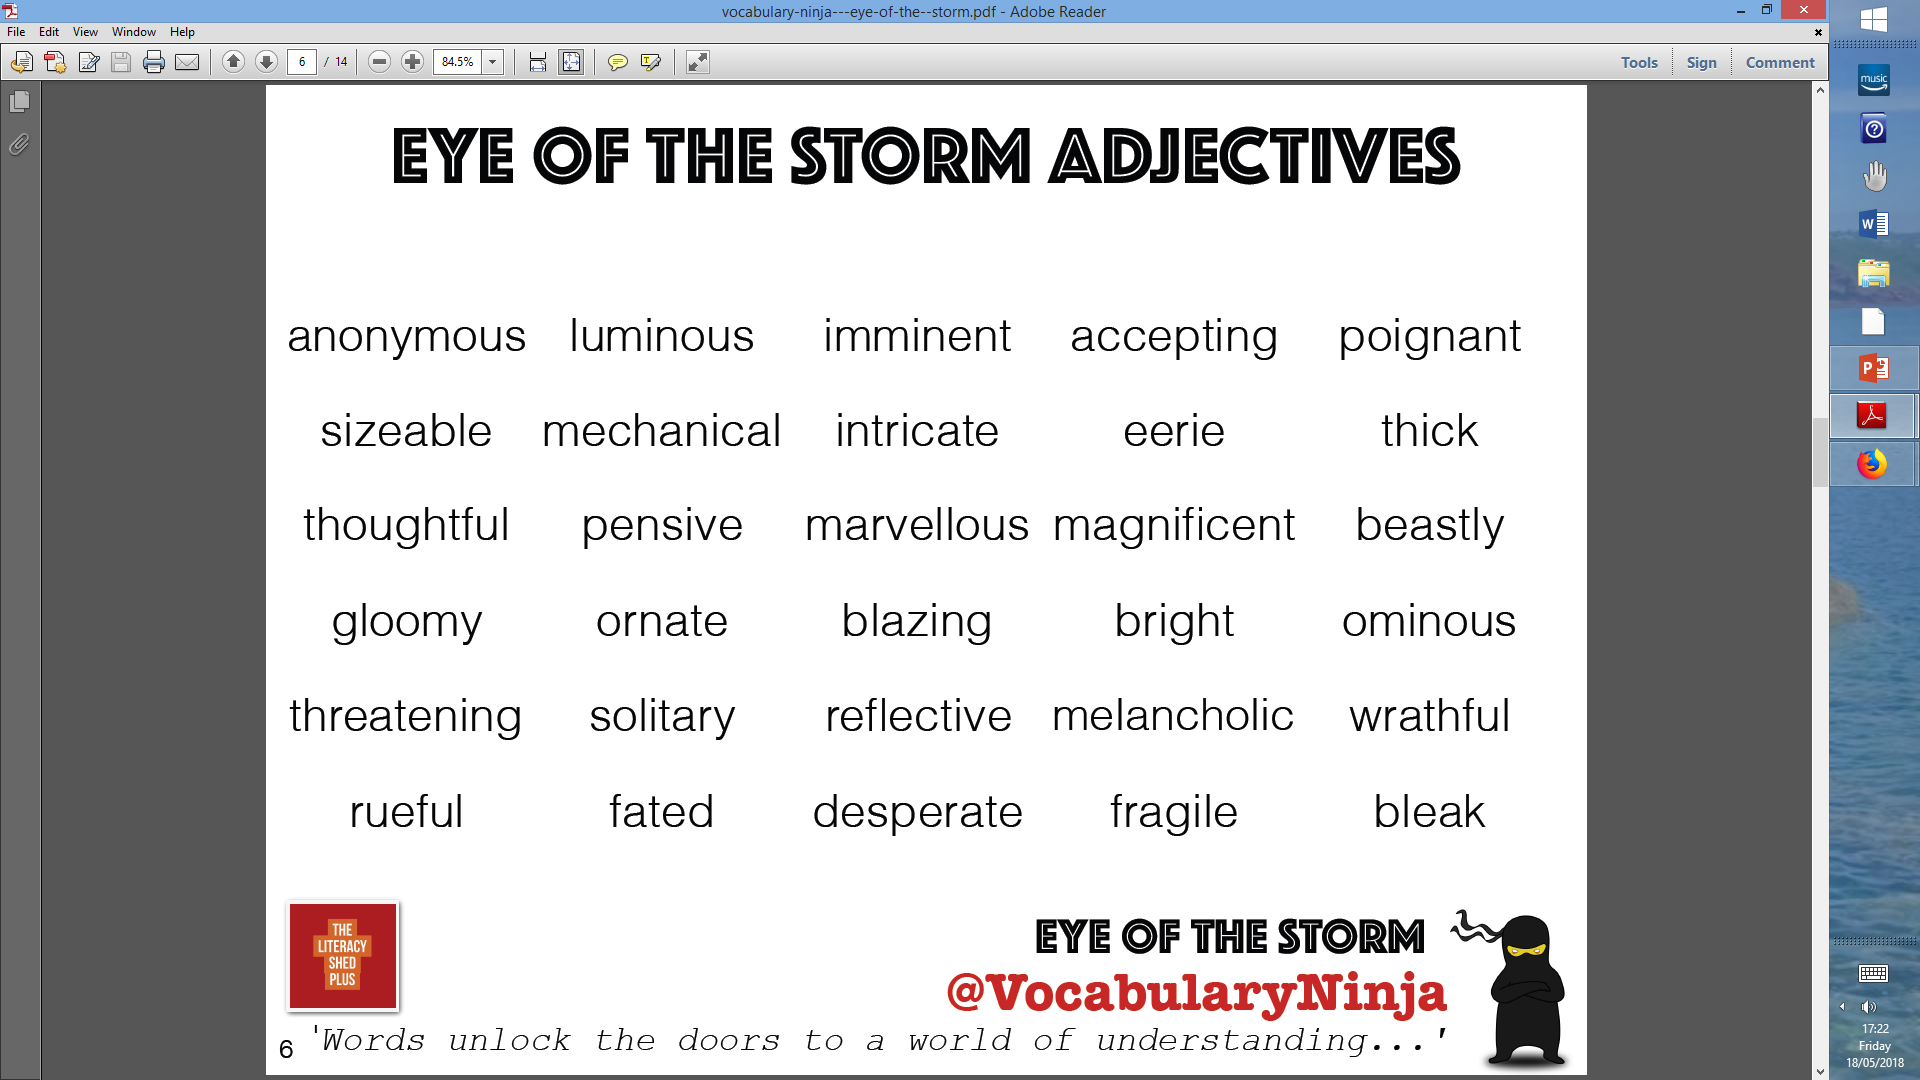 vocabulary-ninja---eye-of-the--storm.pdf - Adobe Reader
File Edit View Window Help
6 / 14 84.5% Tools Sign Comment
EYE OF THE STORM ADJECTIVES
anonymous luminous imminent accepting poignant
sizeable mechanical intricate eerie thick
thoughtful pensive marvellous magnificent beastly
gloomy ornate blazing bright ominous
threatening solitary reflective melancholic wrathful
rueful fated desperate fragile bleak
THE
LITERACY
SHED
PLUS
EYE OF THE STORM
@VocabularyNinja
6 'Words unlock the doors to a world of understanding...'
music
W
P
17:22
Friday
18/05/2018